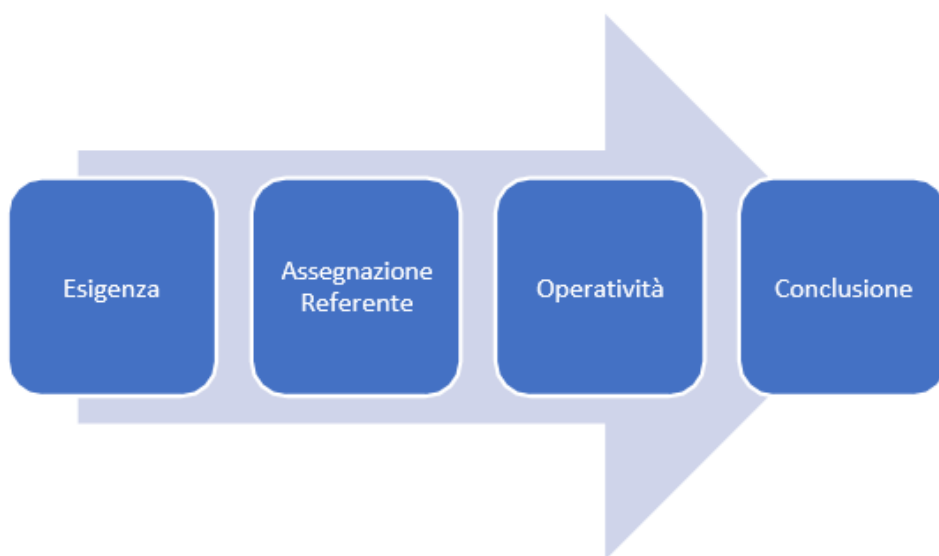 Esigenza
Assegnazione
Referente
Operatività
Conclusione